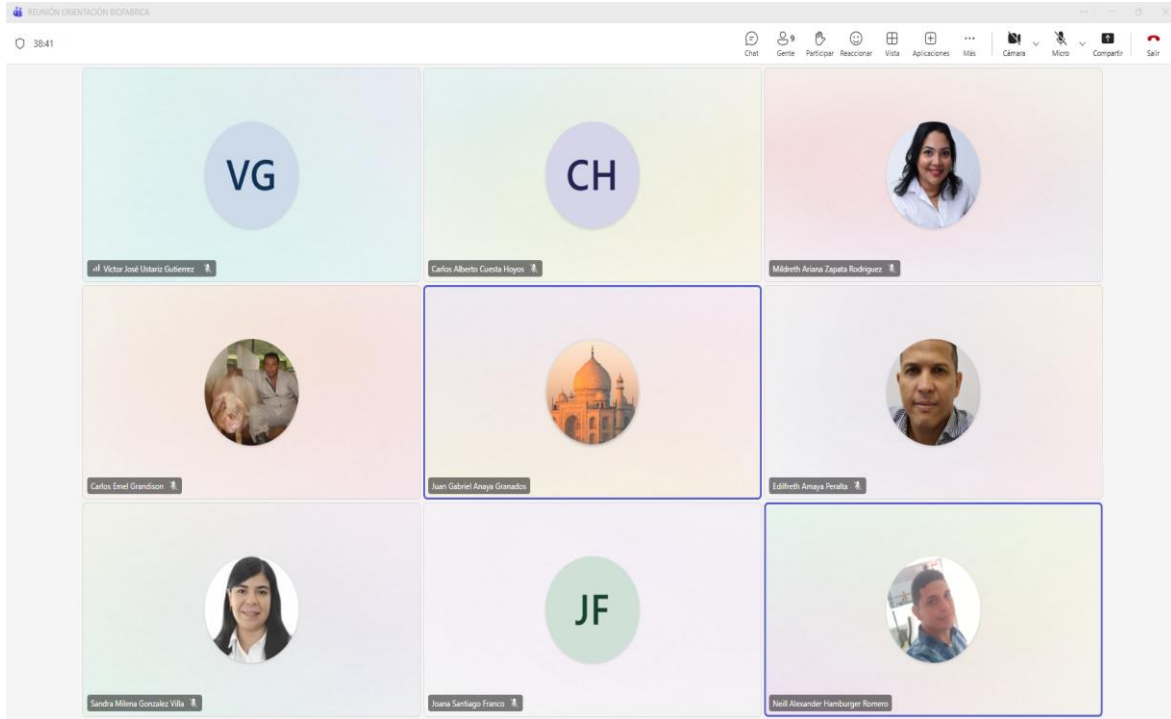 REUNIÓN ORIENTACIÓN BIOFABRICA
38:41
Chat
Gente 9
Participar
Reaccionar
Vista
Aplicaciones
Más
Cámara
Micro
Compartir
Salir
VG
Víctor José Ustariz Gutierrez
CH
Carlos Alberto Cuesta Hoyos
Mildreth Ariana Zapata Rodriguez
Carlos Emel Grandison
Juan Gabriel Anaya Granados
Edilfreth Amaya Peralta
Sandra Milena Gonzalez Villa
JF
Joana Santiago Franco
Neill Alexander Hamburger Romero